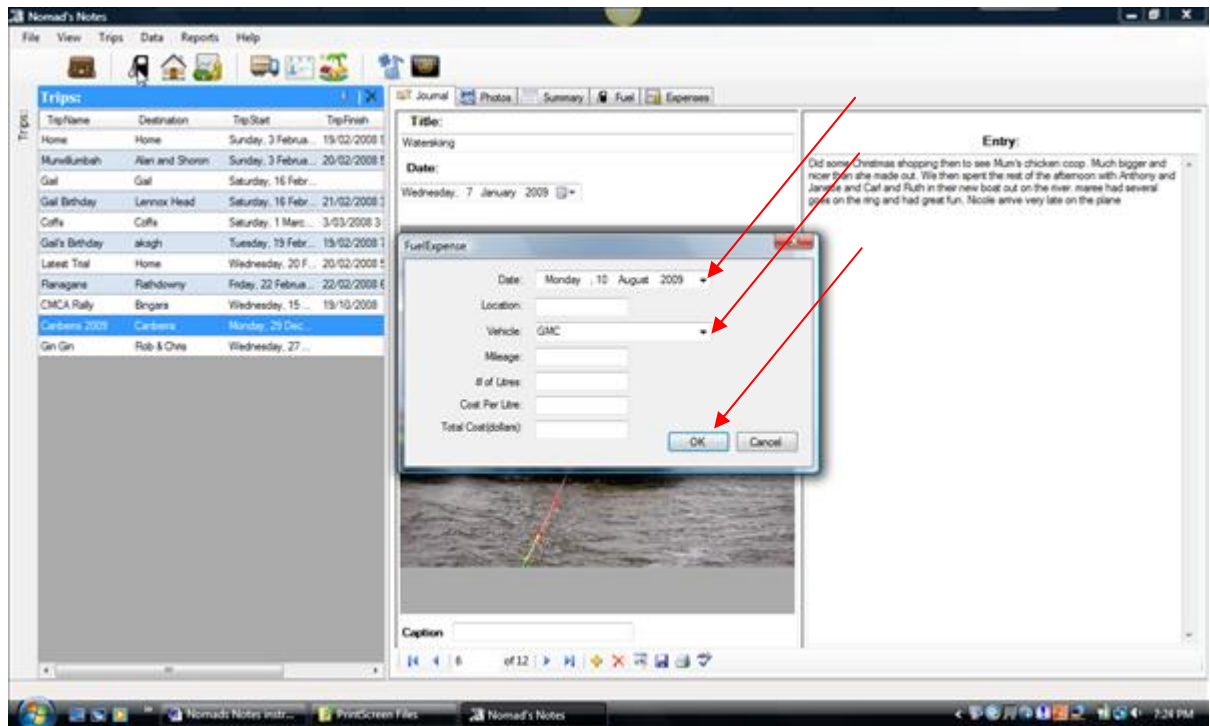 Nomad's Notes
File View Trips Data Reports Help
Trips:
Trips
TripName Destination TripStart TripFinish
Home Home Sunday, 3 Februa... 19/02/2008
Murwillumbah Alan and Sharon Sunday, 3 Februa... 20/02/2008
Gail Gail Saturday, 16 Febr...
Gail Birthday Lennox Head Saturday, 16 Febr... 21/02/2008
Coffs Coffs Saturday, 1 Marc... 3/03/2008 3
Gail's Birthday akagh Tuesday, 19 Febr... 19/02/2008
Latest Trial Home Wednesday, 20 F... 20/02/2008
Flanagans Rathdowny Friday, 22 Februa... 22/02/2008
CMCA Rally Bingara Wednesday, 15 ... 19/10/2008
Canberra 2009 Canberra Monday, 29 Dec...
Gin Gin Rob & Chris Wednesday, 27 ...
Journal Photos Summary Fuel Expenses
Title:
Waterskiing
Date:
Wednesday, 7 January 2009
Entry:
Did some Christmas shopping then to see Mum's chicken coop. Much bigger and
nicer than she made out. We then spent the rest of the afternoon with Anthony and
and Carl and Ruth in their new boat out on the river. maree had several
goes on the ring and had great fun. Nicole arrive very late on the plane
FuelExpense
Date: Monday , 10 August 2009
Location:
Vehicle: GMC
Mileage:
# of Litres:
Cost Per Litre:
Total Cost(dollars):
OK Cancel
Caption
6 of 12
Nomads Notes instr... PrintScreen Files Nomad's Notes 2:24 PM